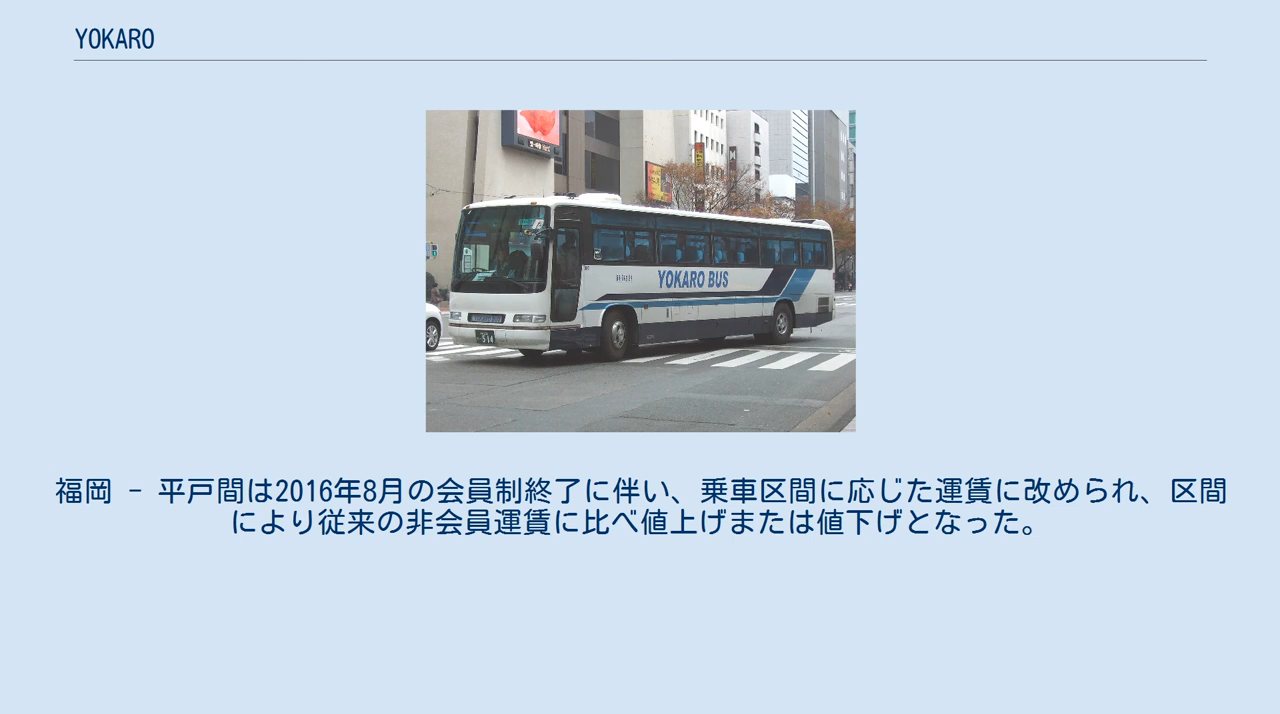 YOKARO
YOKARO BUS
514
福岡 - 平戸間は2016年8月の会員制終了に伴い、乗車区間に応じた運賃に改められ、区間
により従来の非会員運賃に比べ値上げまたは値下げとなった。